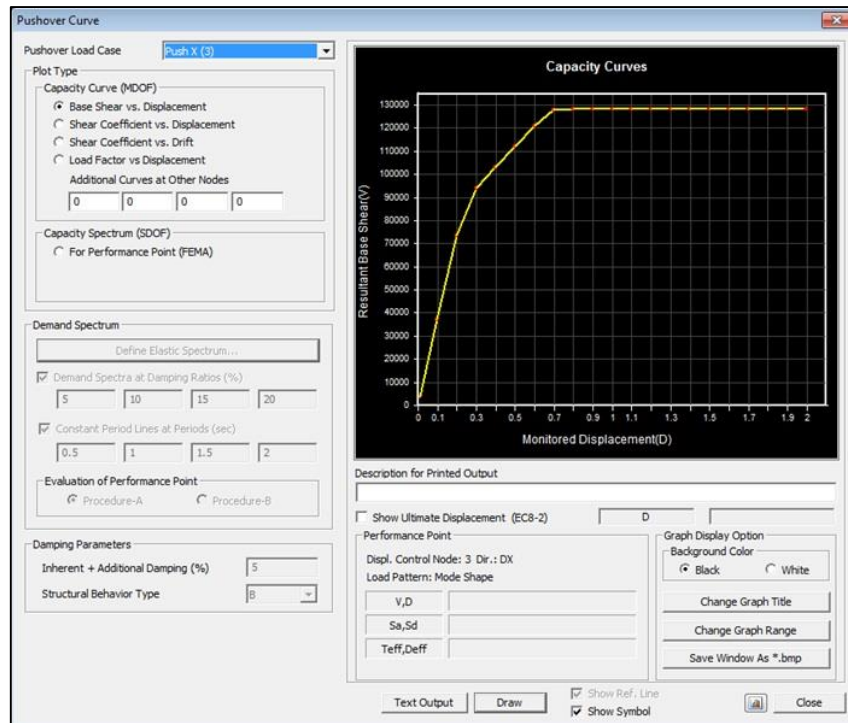 Pushover Curve
Pushover Load Case
Push X (3)
Plot Type
Capacity Curve (MDOF)
Base Shear vs. Displacement
Shear Coefficient vs. Displacement
Shear Coefficient vs. Drift
Load Factor vs Displacement
Additional Curves at Other Nodes
0 0 0 0
Capacity Spectrum (SDOF)
For Performance Point (FEMA)
Demand Spectrum
Define Elastic Spectrum...
Demand Spectra at Damping Ratios (%)
5 10 15 20
Constant Period Lines at Periods (sec)
0.5 1 1.5 2
Evaluation of Performance Point
Procedure-A Procedure-B
Damping Parameters
Inherent + Additional Damping (%) 5
Structural Behavior Type B
Capacity Curves
Resultant Base Shear(V)
130000
120000
110000
100000
90000
80000
70000
60000
50000
40000
30000
20000
10000
0
0 0.1 0.3 0.5 0.7 0.9 1 1.1 1.3 1.5 1.7 1.9 2
Monitored Displacement(D)
Description for Printed Output
Show Ultimate Displacement (EC8-2) D
Performance Point
Displ. Control Node: 3 Dir.: DX
Load Pattern: Mode Shape
V,D
Sa,Sd
Teff,Deff
Graph Display Option
Background Color
Black White
Change Graph Title
Change Graph Range
Save Window As *.bmp
Text Output Draw
Show Ref. Line
Show Symbol
Close